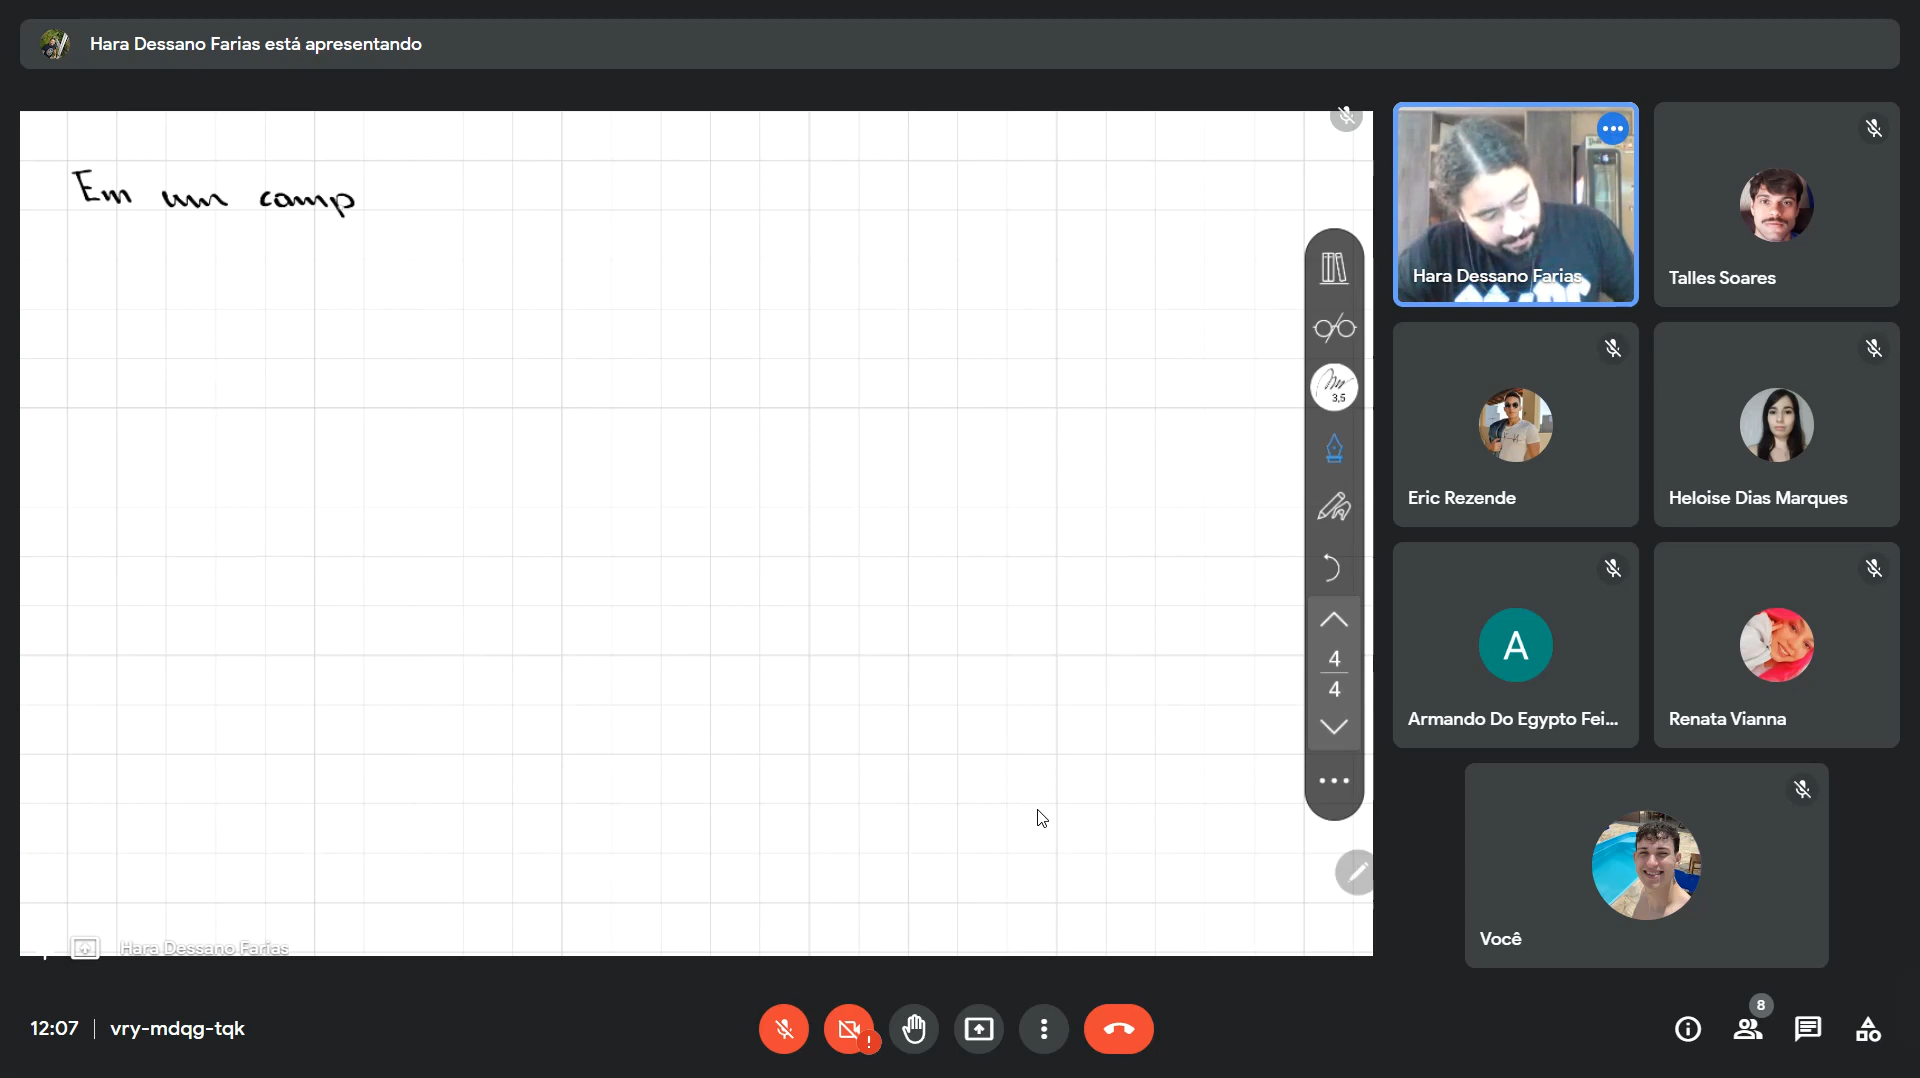 Hara Dessano Farias está apresentando
Em um camp
3,5
4
4
Hara Dessano Farias
Hara Dessano Farias
Talles Soares
Eric Rezende
Heloise Dias Marques
A
Armando Do Egypto Fei...
Renata Vianna
Você
12:07 | vry-mdqg-tqk
8